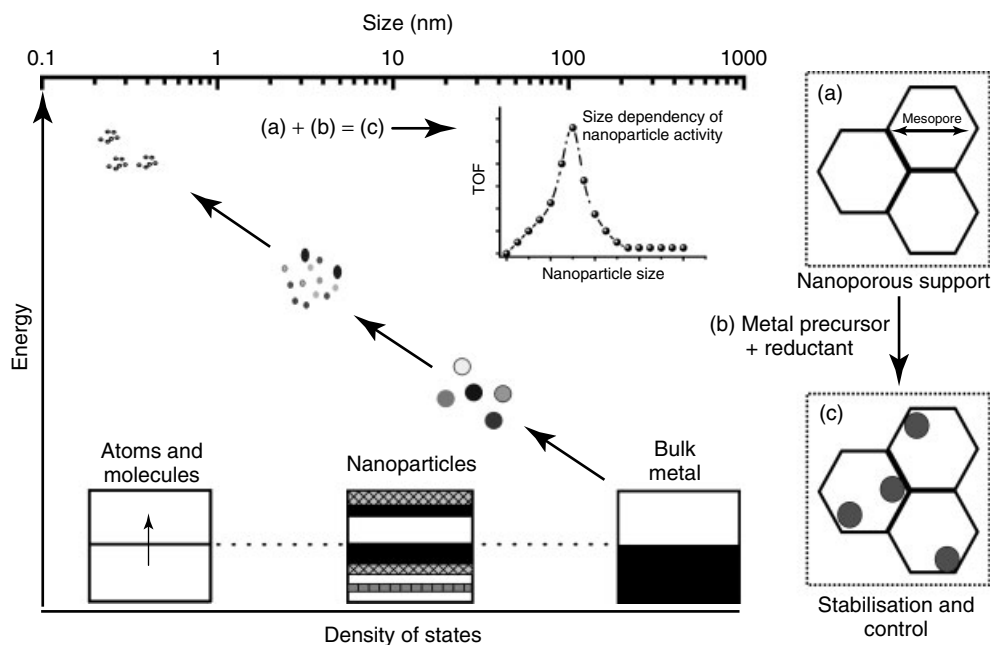 Size (nm)
0.1 1 10 100 1000
(a) + (b) = (c)
Size dependency of
nanoparticle activity
TOF
Nanoparticle size
Energy
Atoms and
molecules
Nanoparticles
Bulk
metal
Density of states
(a)
Mesopore
Nanoporous support
(b) Metal precursor
+ reductant
(c)
Stabilisation and
control